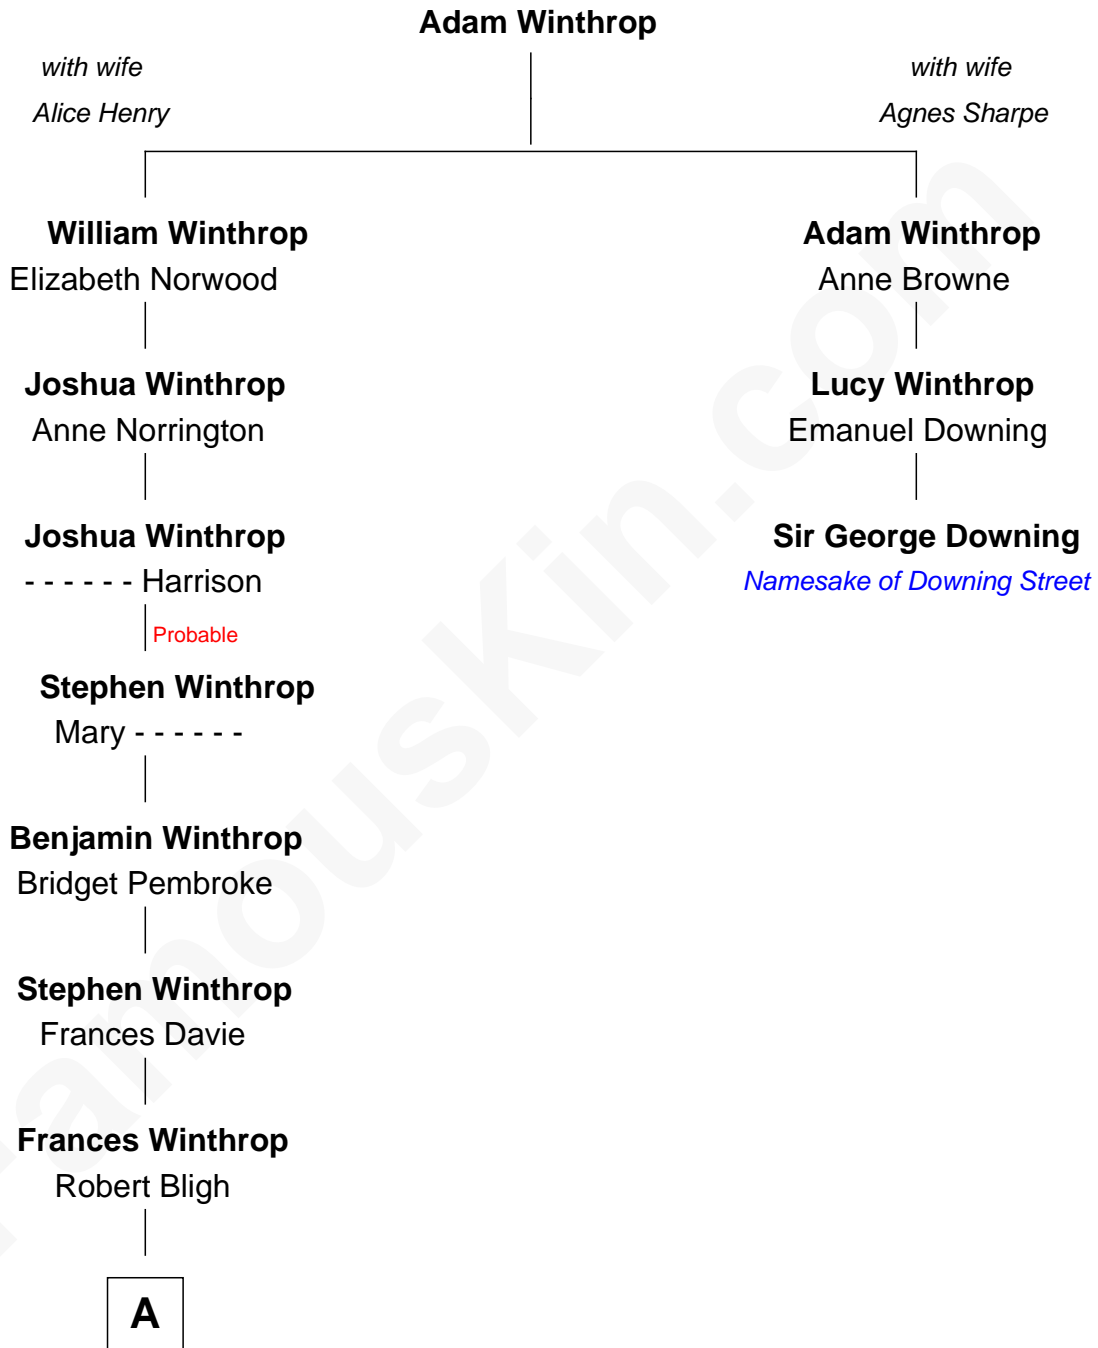 Adam Winthrop
with wife
Alice Henry
with wife
Agnes Sharpe
William Winthrop
Elizabeth Norwood
Adam Winthrop
Anne Browne
Joshua Winthrop
Anne Norrington
Lucy Winthrop
Emanuel Downing
Joshua Winthrop
- - - - - - Harrison
Probable
Sir George Downing
Namesake of Downing Street
Stephen Winthrop
Mary - - - - - -
Benjamin Winthrop
Bridget Pembroke
Stephen Winthrop
Frances Davie
Frances Winthrop
Robert Bligh
A
FamousKin.com